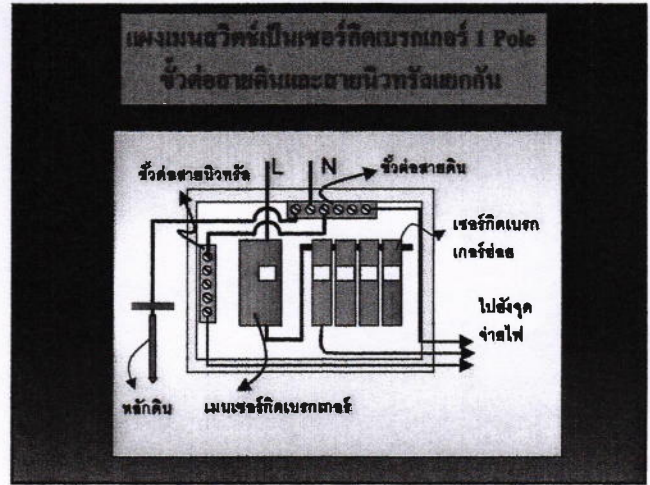 แผงเมนสวิตช์เป็นเซอร์กิตเบรกเกอร์ 1 Pole
ขั้วต่อสายดินและสายนิวทรัลแยกกัน
ขั้วต่อสายนิวทรัล
L
N
ขั้วต่อสายดิน
เซอร์กิตเบรก
เกอร์ย่อย
ไปยังจุด
จ่ายไฟ
หลักดิน
เมนเซอร์กิตเบรกเกอร์